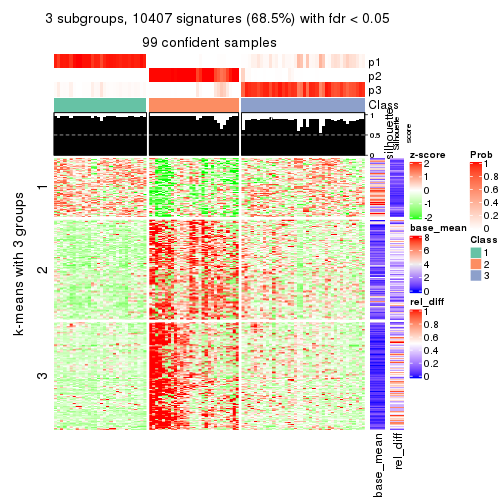 3 subgroups, 10407 signatures (68.5%) with fdr < 0.05
99 confident samples
p1
p2
p3
Class
1
0.5
0
silhouette
Silhouette
score
k-means with 3 groups
1
2
3
base_mean
rel_diff
z-score
2
1
0
-1
-2
base_mean
8
6
4
2
0
rel_diff
1
0.8
0.6
0.4
0.2
0
Prob
1
0.8
0.6
0.4
0.2
0
Class
1
2
3